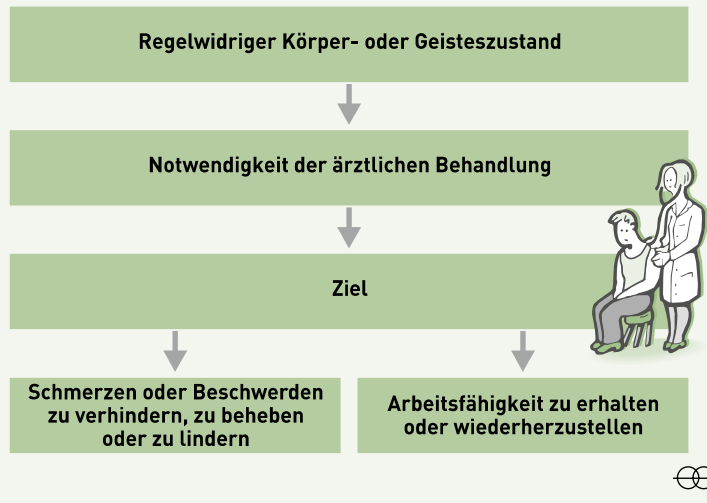 Regelwidriger Körper- oder Geisteszustand
Notwendigkeit der ärztlichen Behandlung
Ziel
Schmerzen oder Beschwerden
zu verhindern, zu beheben
oder zu lindern
Arbeitsfähigkeit zu erhalten
oder wiederherzustellen